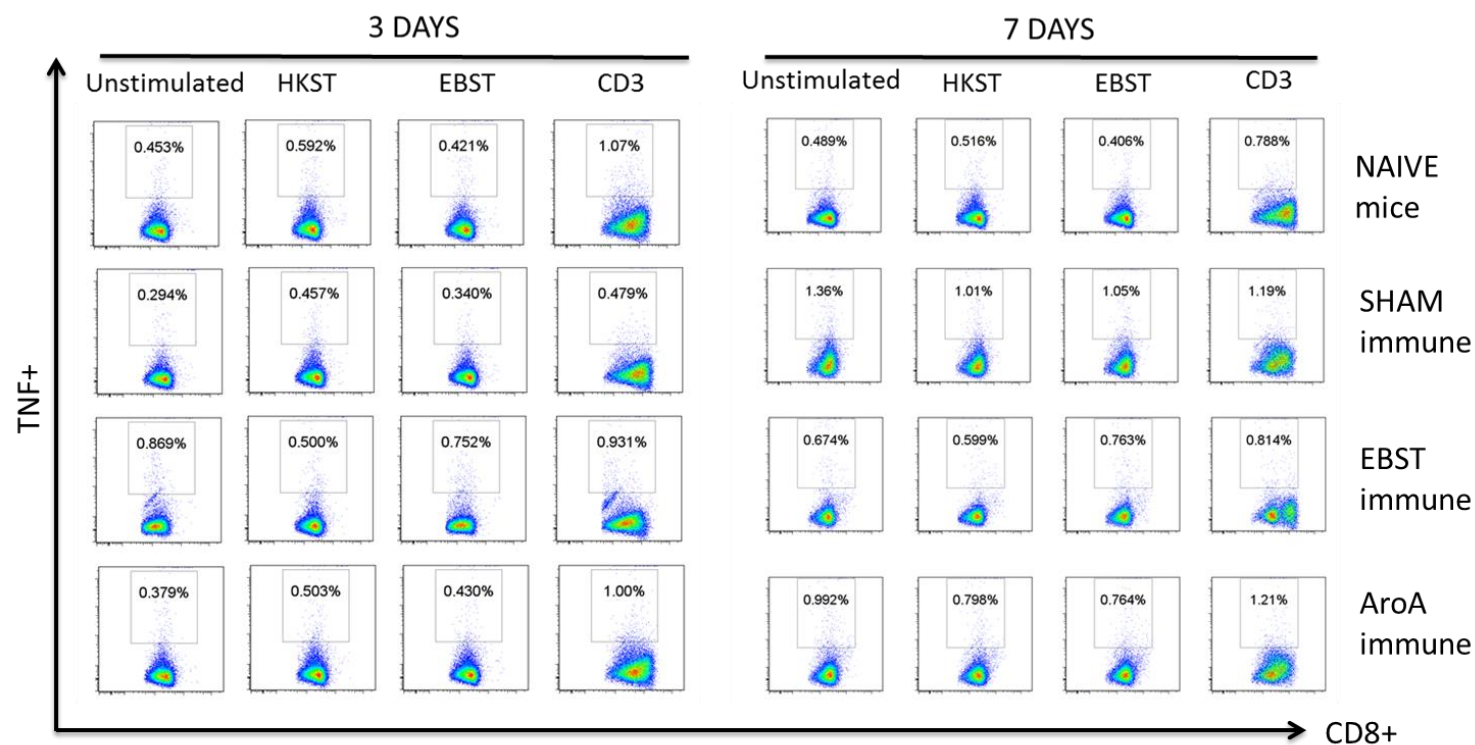 3 DAYS 7 DAYS
Unstimulated HKST EBST CD3 Unstimulated HKST EBST CD3
0.453% 0.592% 0.421% 1.07% 0.489% 0.516% 0.406% 0.788%
NAIVE
mice
0.294% 0.457% 0.340% 0.479% 1.36% 1.01% 1.05% 1.19%
SHAM
immune
TNF+
0.869% 0.500% 0.752% 0.931% 0.674% 0.599% 0.763% 0.814%
EBST
immune
0.379% 0.503% 0.430% 1.00% 0.992% 0.798% 0.764% 1.21%
AroA
immune
CD8+